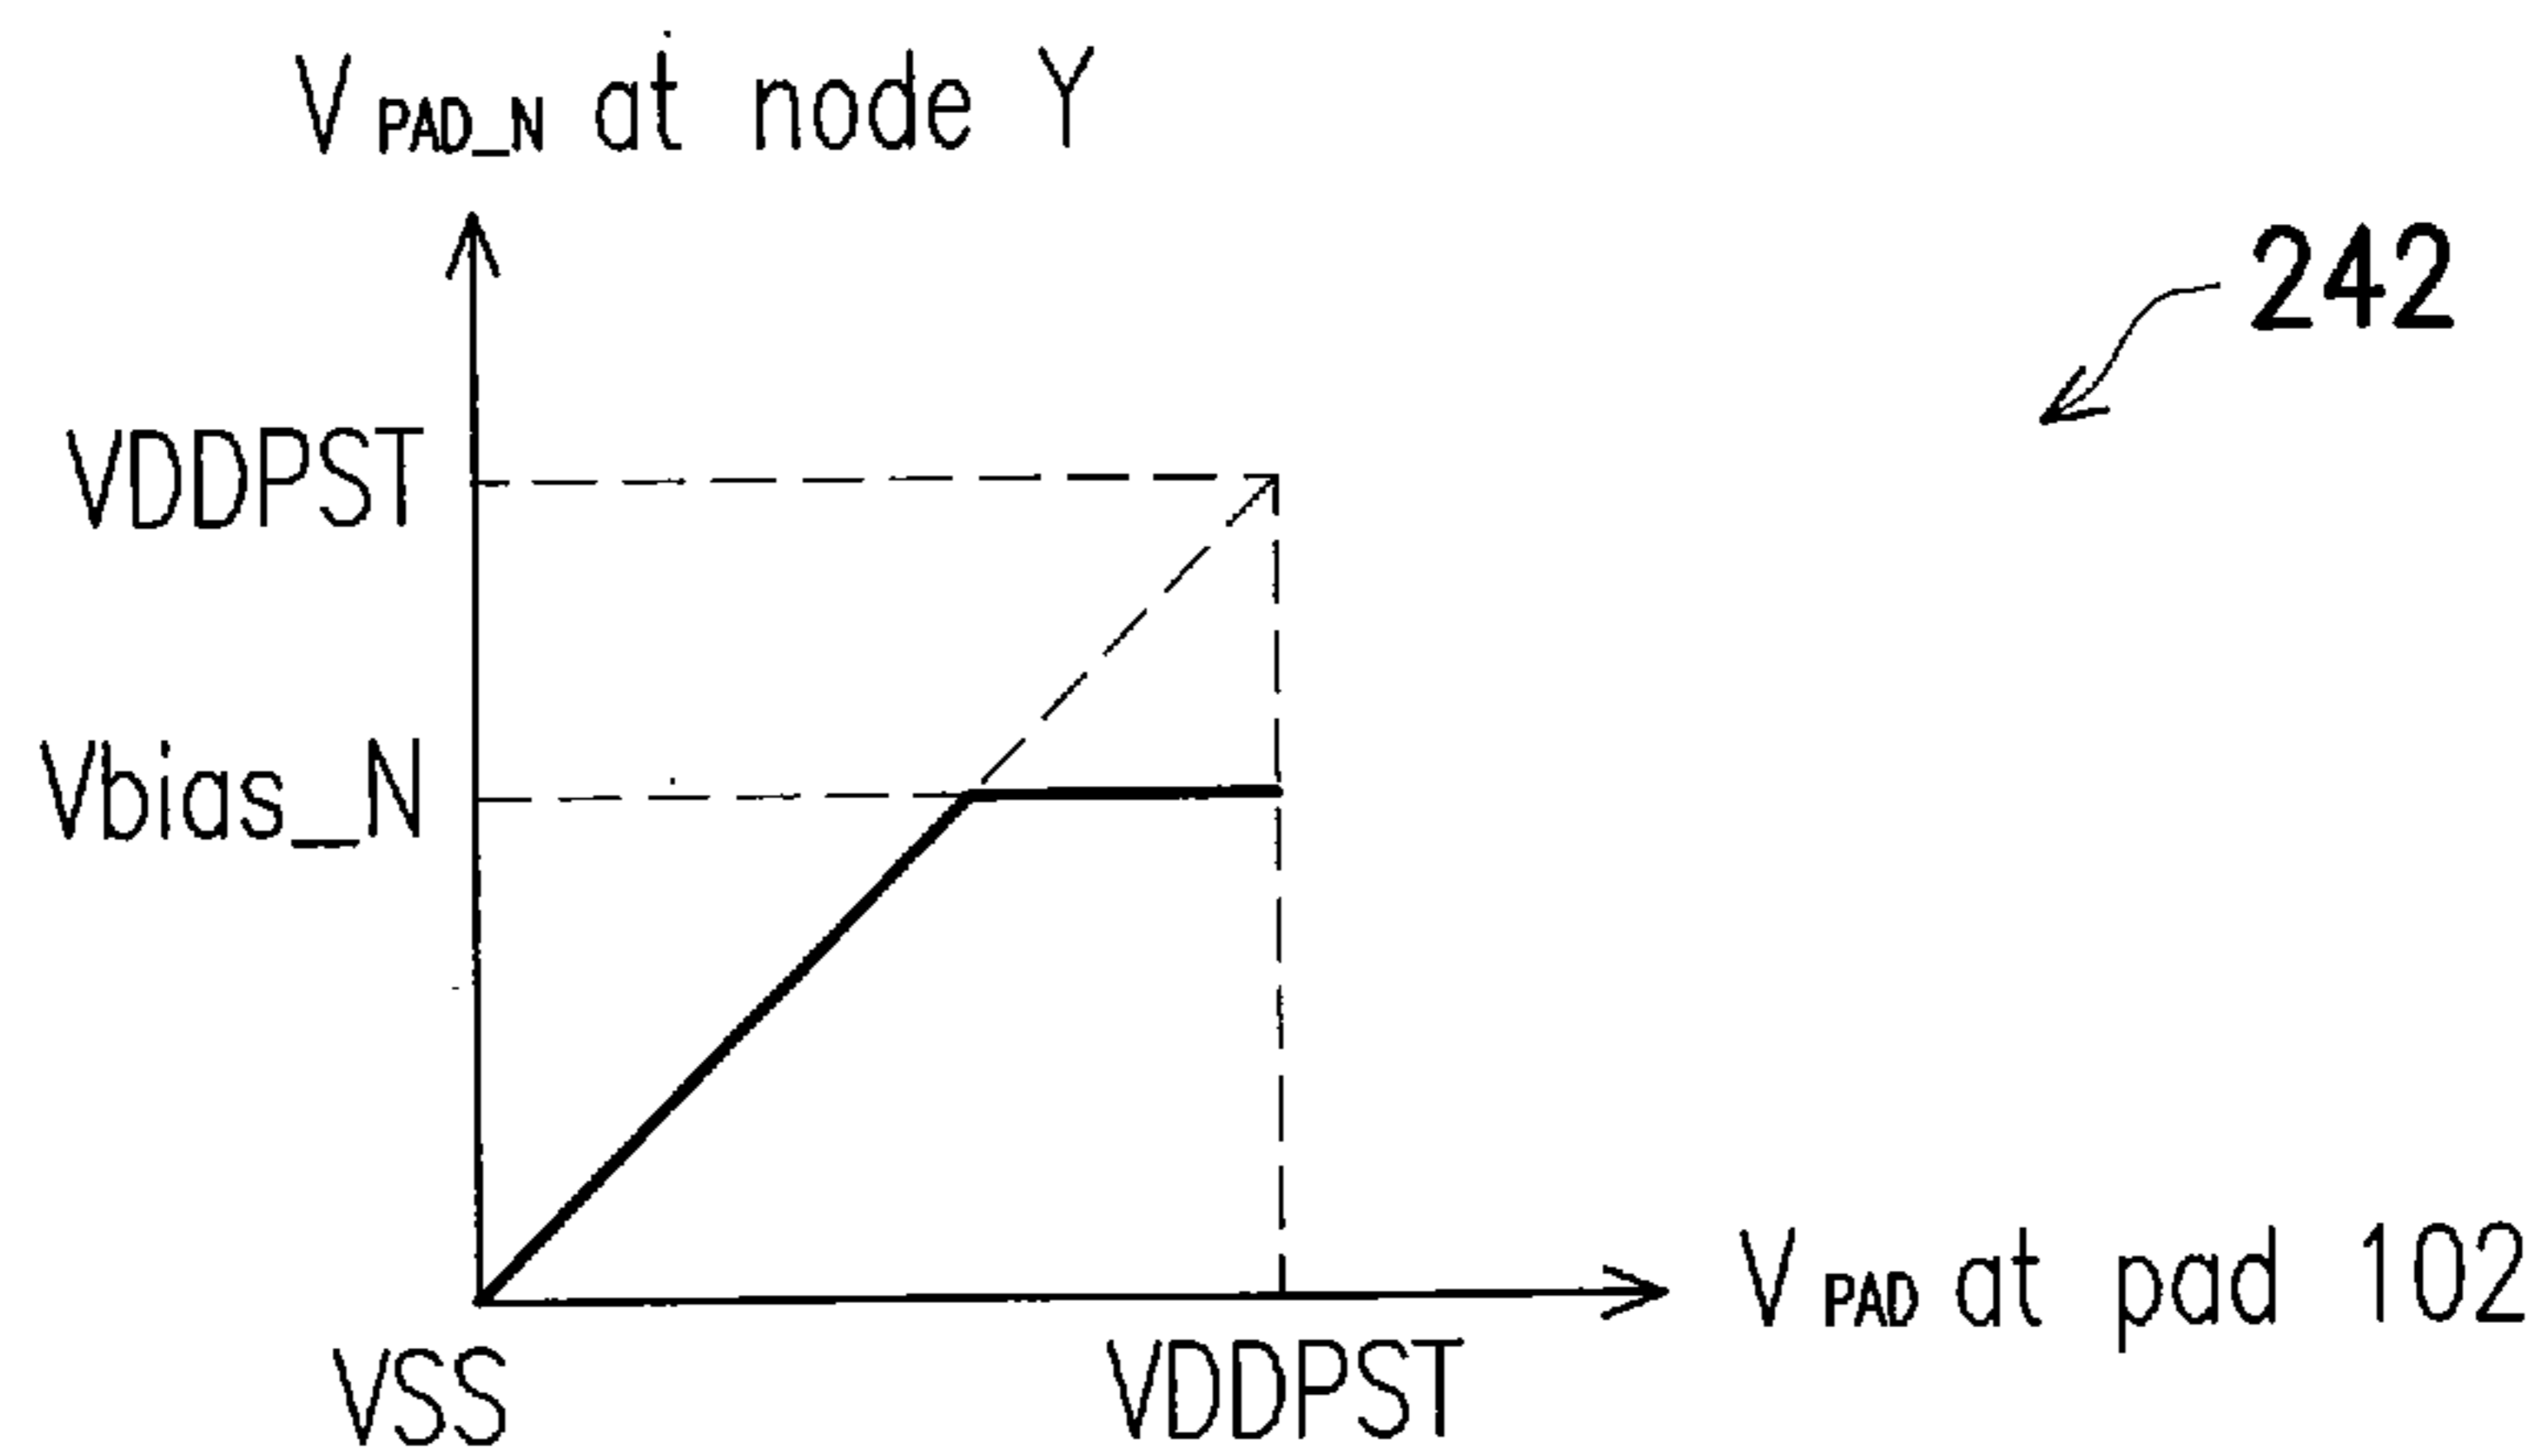 V PAD_N at node Y
242
VDDPST
Vbias_N
V PAD at pad 102
VSS
VDDPST